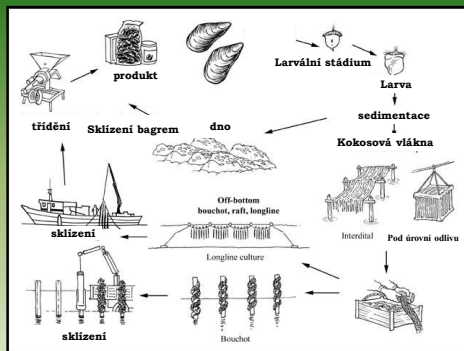 produkt
Larvální stádium
Larva
třídění
Sklízení bagrem
dno
sedimentace
Kokosová vlákna
Off-bottom
bouchot, raft, longline
Interdital
Pod úrovní odlivu
sklízení
Longline culture
sklízení
Bouchot